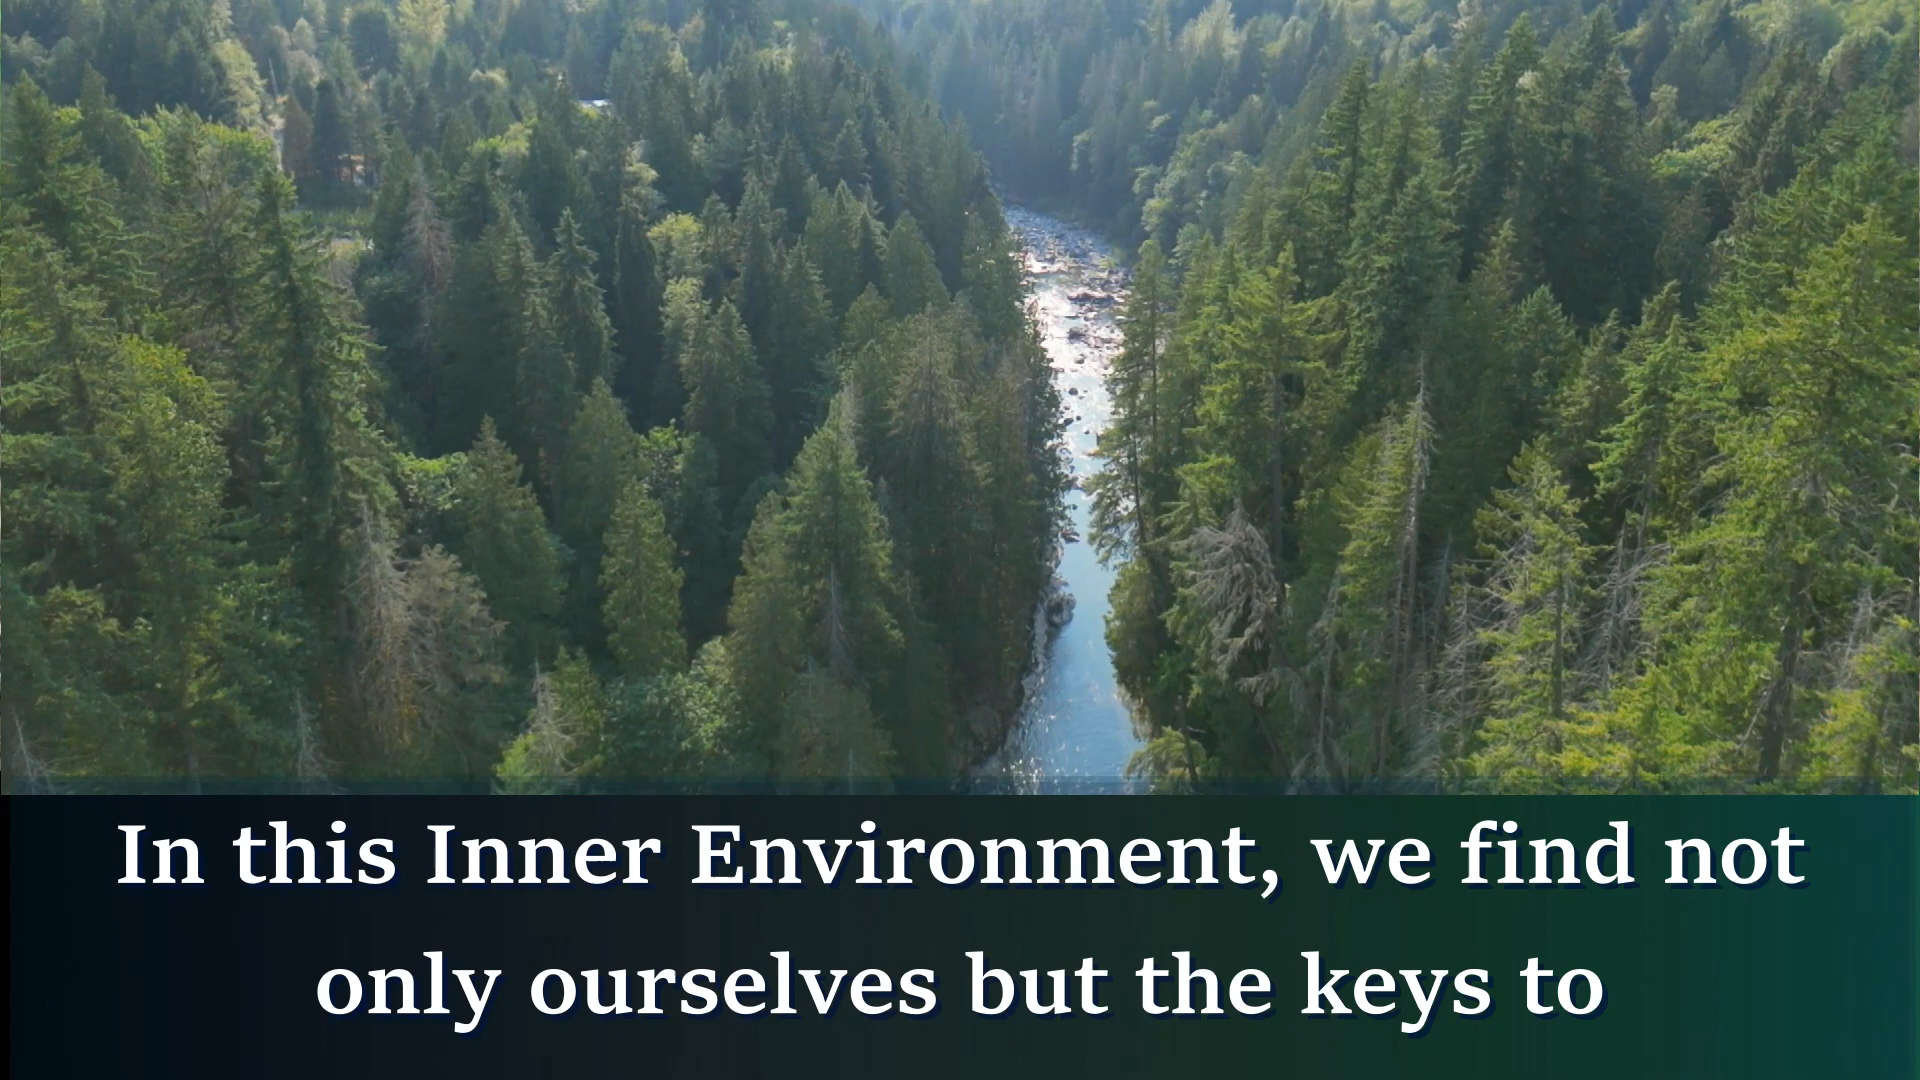 In this Inner Environment, we find not
only ourselves but the keys to